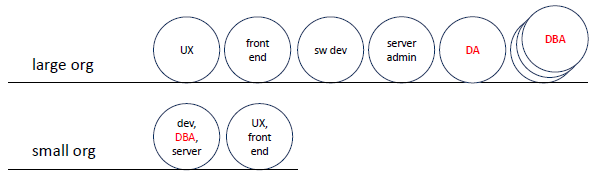 large org
UX
front
end
sw dev
server
admin
DA
DBA
small org
dev,
DBA,
server
UX,
front
end